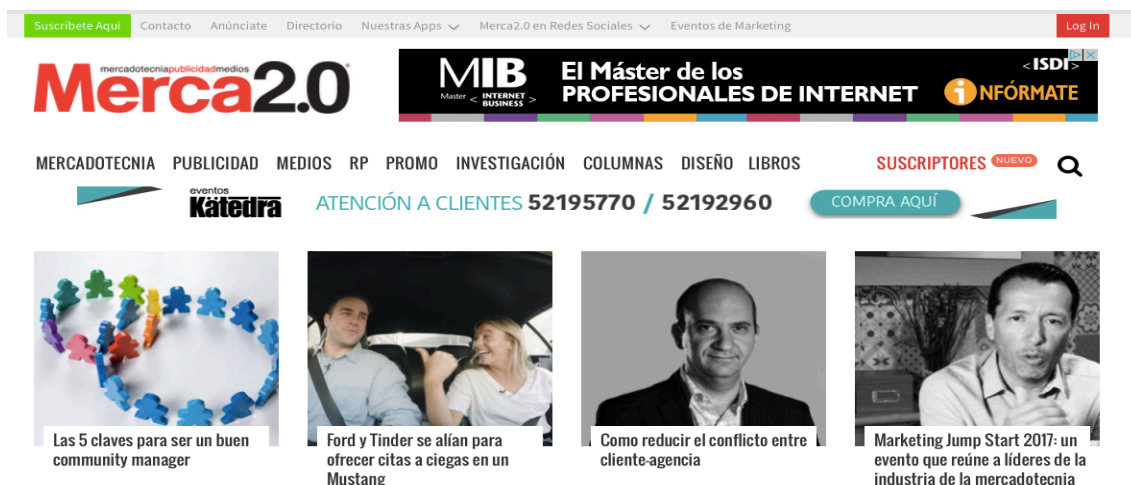 Suscríbete Aquí Contacto Anúnciate Directorio Nuestras Apps Merca2.0 en Redes Sociales Eventos de Marketing Log In
mercadotecniapublicidadmedios
Merca2.0
MIB
Master < INTERNET BUSINESS >
El Máster de los
PROFESIONALES DE INTERNET
<ISDI>
iNFÓRMATE
MERCADOTECNIA PUBLICIDAD MEDIOS RP PROMO INVESTIGACIÓN COLUMNAS DISEÑO LIBROS SUSCRIPTORES NUEVO
eventos
Kätedra
ATENCIÓN A CLIENTES 52195770 / 52192960 COMPRA AQUÍ
Las 5 claves para ser un buen
community manager
Ford y Tinder se alían para
ofrecer citas a ciegas en un
Mustang
Como reducir el conflicto entre
cliente-agencia
Marketing Jump Start 2017: un
evento que reúne a líderes de la
industria de la mercadotecnia